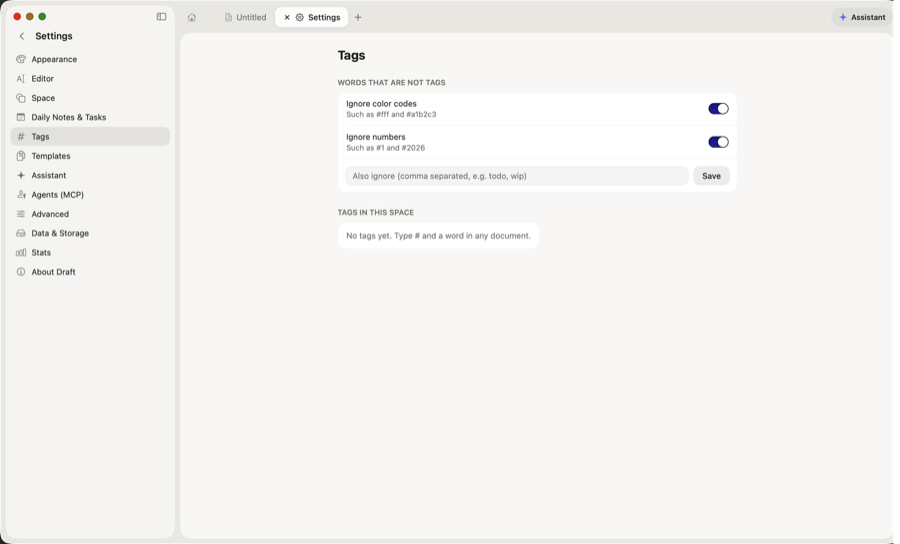 Untitled
Settings
Assistant
Settings
Appearance
Editor
Space
Daily Notes & Tasks
Tags
Templates
Assistant
Agents (MCP)
Advanced
Data & Storage
Stats
About Draft
Tags
WORDS THAT ARE NOT TAGS
Ignore color codes
Such as #fff and #a1b2c3
Ignore numbers
Such as #1 and #2026
Also ignore (comma separated, e.g. todo, wip)
Save
TAGS IN THIS SPACE
No tags yet. Type # and a word in any document.